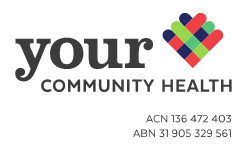 your
COMMUNITY HEALTH
ACN 136 472 403
ABN 31 905 329 561